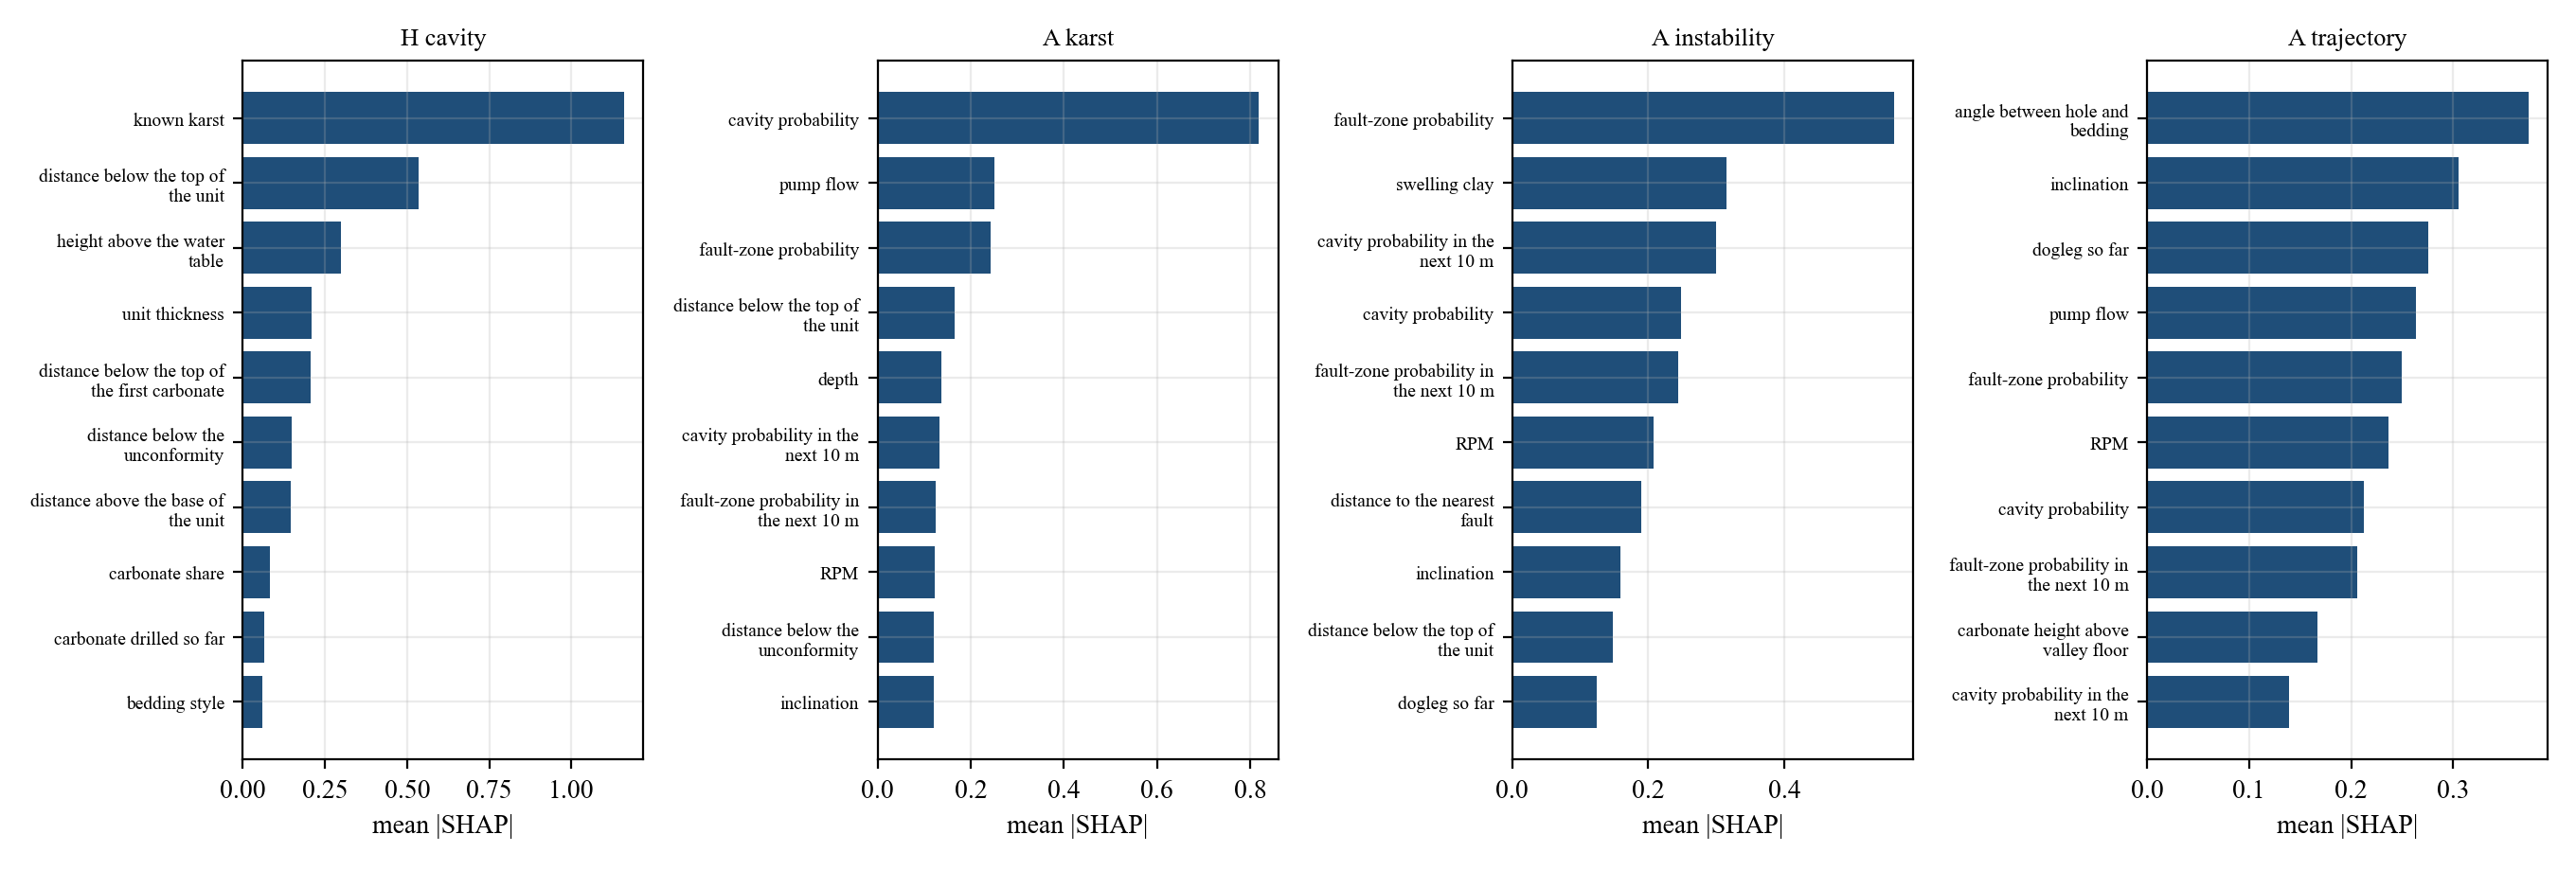 H cavity
known karst
distance below the top of
the unit
height above the water
table
unit thickness
distance below the top of
the first carbonate
distance below the
unconformity
distance above the base of
the unit
carbonate share
carbonate drilled so far
bedding style
0.00 0.25 0.50 0.75 1.00
mean |SHAP|
A karst
cavity probability
pump flow
fault-zone probability
distance below the top of
the unit
depth
cavity probability in the
next 10 m
fault-zone probability in
the next 10 m
RPM
distance below the
unconformity
inclination
0.0 0.2 0.4 0.6 0.8
mean |SHAP|
A instability
fault-zone probability
swelling clay
cavity probability in the
next 10 m
cavity probability
fault-zone probability in
the next 10 m
RPM
distance to the nearest
fault
inclination
distance below the top of
the unit
dogleg so far
0.0 0.2 0.4
mean |SHAP|
A trajectory
angle between hole and
bedding
inclination
dogleg so far
pump flow
fault-zone probability
RPM
cavity probability
fault-zone probability in
the next 10 m
carbonate height above
valley floor
cavity probability in the
next 10 m
0.0 0.1 0.2 0.3
mean |SHAP|